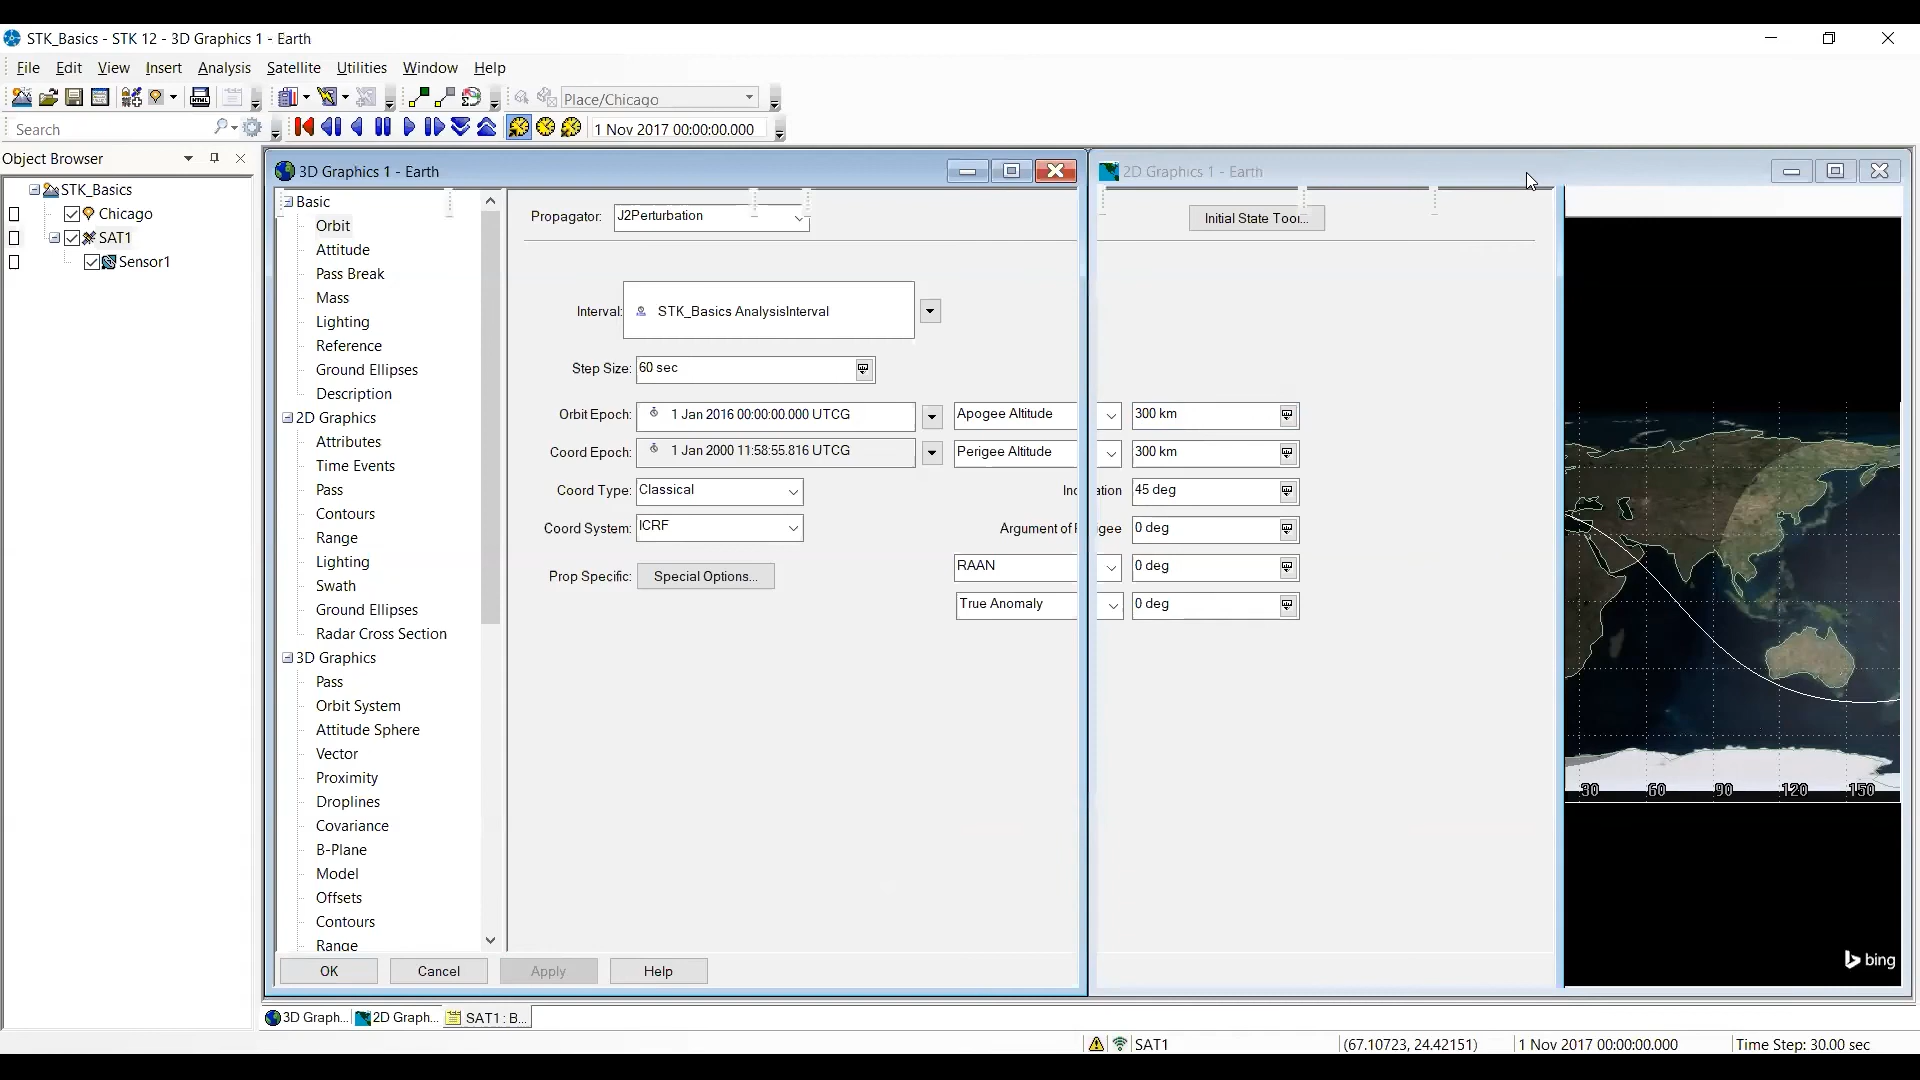 STK_Basics - STK 12 - 3D Graphics 1 - Earth
File Edit View Insert Analysis Satellite Utilities Window Help
Place/Chicago
Search
1 Nov 2017 00:00:00.000
Object Browser
STK_Basics
Chicago
SAT1
Sensor1
3D Graphics 1 - Earth
Basic
Orbit
Attitude
Pass Break
Mass
Lighting
Reference
Ground Ellipses
Description
2D Graphics
Attributes
Time Events
Pass
Contours
Range
Lighting
Swath
Ground Ellipses
Radar Cross Section
3D Graphics
Pass
Orbit System
Attitude Sphere
Vector
Proximity
Droplines
Covariance
B-Plane
Model
Offsets
Contours
Range
Propagator: J2Perturbation
Interval: STK_Basics AnalysisInterval
Step Size: 60 sec
Orbit Epoch: 1 Jan 2016 00:00:00.000 UTCG
Coord Epoch: 1 Jan 2000 11:58:55.816 UTCG
Coord Type: Classical
Coord System: ICRF
Prop Specific: Special Options...
2D Graphics 1 - Earth
Initial State Tool...
Apogee Altitude 300 km
Perigee Altitude 300 km
45 deg
Argument of 0 deg
RAAN 0 deg
True Anomaly 0 deg
30 60 90 120 150
bing
OK Cancel Apply Help
3D Graph... 2D Graph... SAT1 : B...
SAT1 (67.10723, 24.42151) 1 Nov 2017 00:00:00.000 Time Step: 30.00 sec